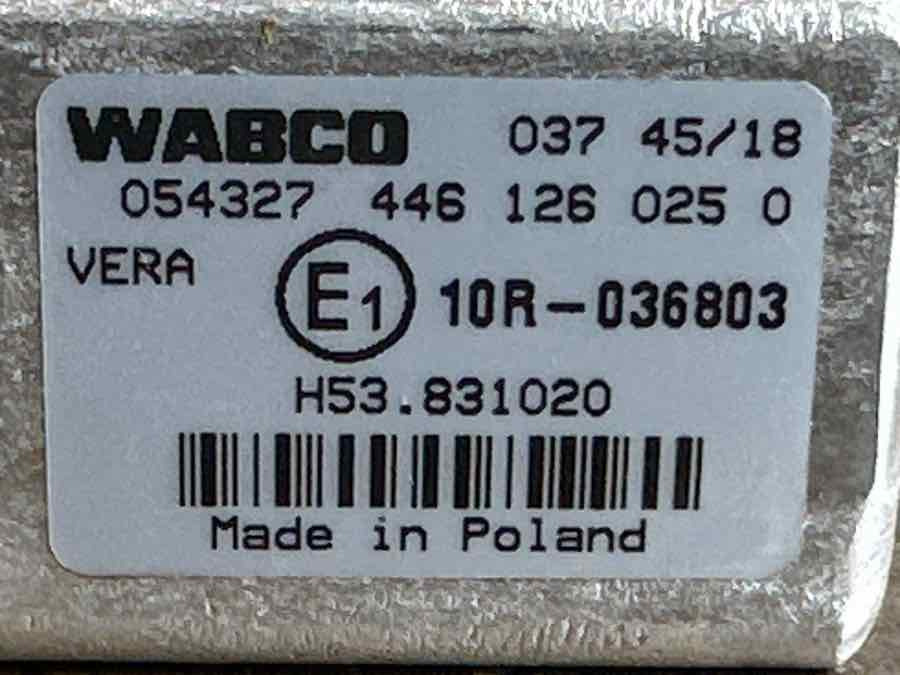 WABCO 037 45/18
054327 446 126 025 0
VERA E1 10R-036803
H53.831020
Made in Poland